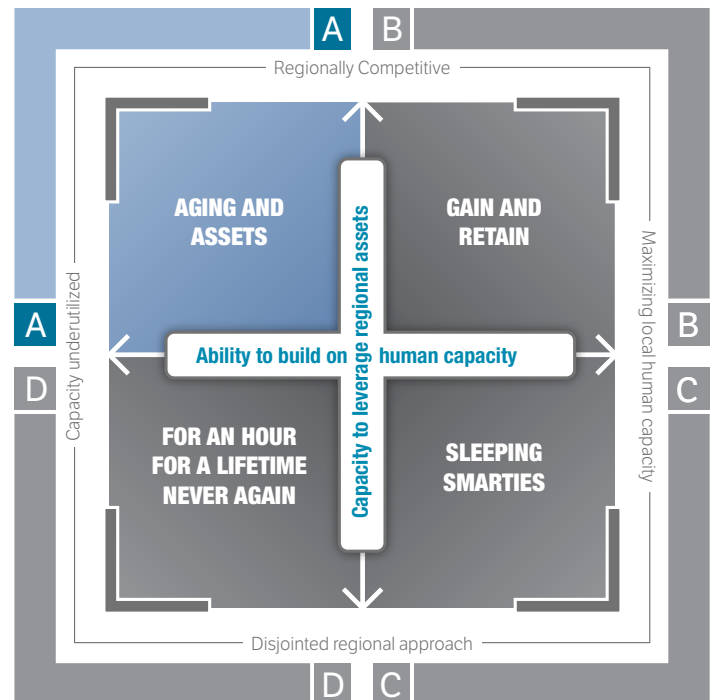 A
B
Regionally Competitive
AGING AND
ASSETS
GAIN AND
RETAIN
Capacity underutilized
Maximizing local human capacity
Capacity to leverage regional assets
A
B
Ability to build on human capacity
D
C
FOR AN HOUR
FOR A LIFETIME
NEVER AGAIN
SLEEPING
SMARTIES
Disjointed regional approach
D
C